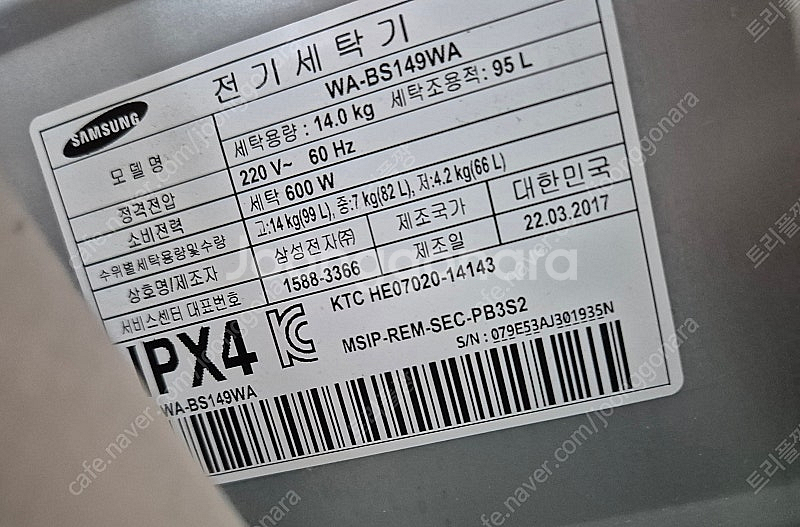 전기세탁기
SAMSUNG
모델명 WA-BS149WA
세탁용량 : 14.0 kg 세탁조용적: 95 L
정격전압 220 V~ 60 Hz
소비전력 세탁 600 W
수위별세탁용량및수량 고:14 kg(99 L), 중:7 kg(82 L), 저:4.2 kg(66 L)
상호명/제조자 삼성전자(주) 제조국가 대한민국
서비스센터 대표번호 1588-3366 제조일 22.03.2017
KTC HE07020-14143
IPX4
MSIP-REM-SEC-PB3S2
WA-BS149WA
S/N : 079E53AJ301935N
Joonggonara
cafe.naver.com/joonggonara